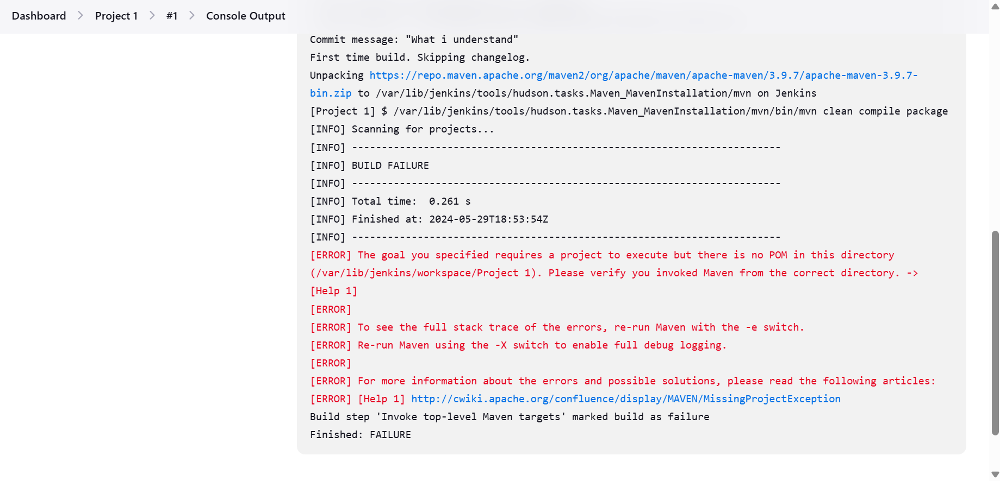 Dashboard > Project 1 > #1 > Console Output
Commit message: "What i understand"
First time build. Skipping changelog.
Unpacking https://repo.maven.apache.org/maven2/org/apache/maven/apache-maven/3.9.7/apache-maven-3.9.7-
bin.zip to /var/lib/jenkins/tools/hudson.tasks.Maven_MavenInstallation/mvn on Jenkins
[Project 1] $ /var/lib/jenkins/tools/hudson.tasks.Maven_MavenInstallation/mvn/bin/mvn clean compile package
[INFO] Scanning for projects...
[INFO] ------------------------------------------------------------------------
[INFO] BUILD FAILURE
[INFO] ------------------------------------------------------------------------
[INFO] Total time:  0.261 s
[INFO] Finished at: 2024-05-29T18:53:54Z
[INFO] ------------------------------------------------------------------------
[ERROR] The goal you specified requires a project to execute but there is no POM in this directory
(/var/lib/jenkins/workspace/Project 1). Please verify you invoked Maven from the correct directory. ->
[Help 1]
[ERROR]
[ERROR] To see the full stack trace of the errors, re-run Maven with the -e switch.
[ERROR] Re-run Maven using the -X switch to enable full debug logging.
[ERROR]
[ERROR] For more information about the errors and possible solutions, please read the following articles:
[ERROR] [Help 1] http://cwiki.apache.org/confluence/display/MAVEN/MissingProjectException
Build step 'Invoke top-level Maven targets' marked build as failure
Finished: FAILURE